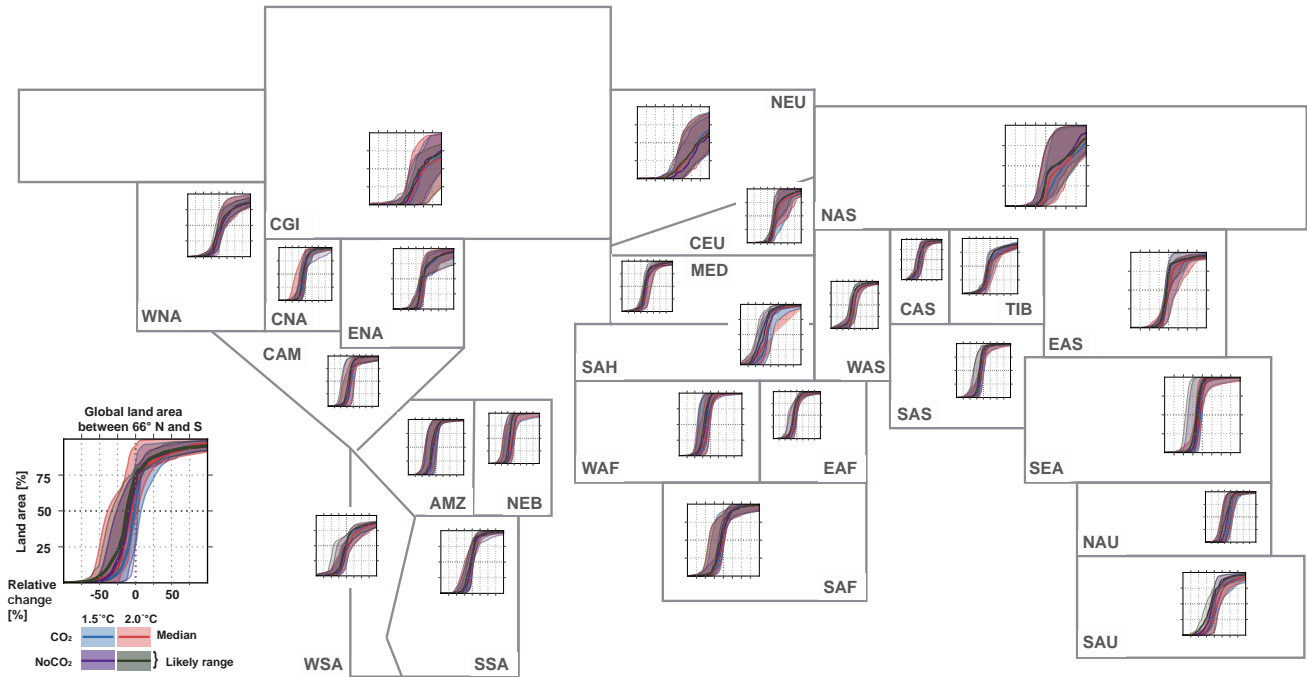 NEU
CGI
NAS
CEU
MED
WNA
CNA
ENA
CAS
TIB
CAM
SAH
WAS
EAS
SAS
Global land area
between 66° N and S
WAF
EAF
SEA
AMZ
NEB
NAU
SAF
WSA
SSA
SAU
Land area [%]
75
50
25
Relative
change
[%]
-50
0
50
1.5°C
2.0°C
CO₂
Median
NoCO₂
} Likely range